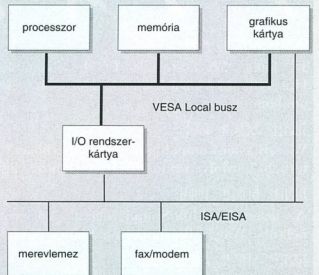 processzor
memória
grafikus
kártya
VESA Local busz
I/O rendszer-
kártya
ISA/EISA
merevlemez
fax/modem